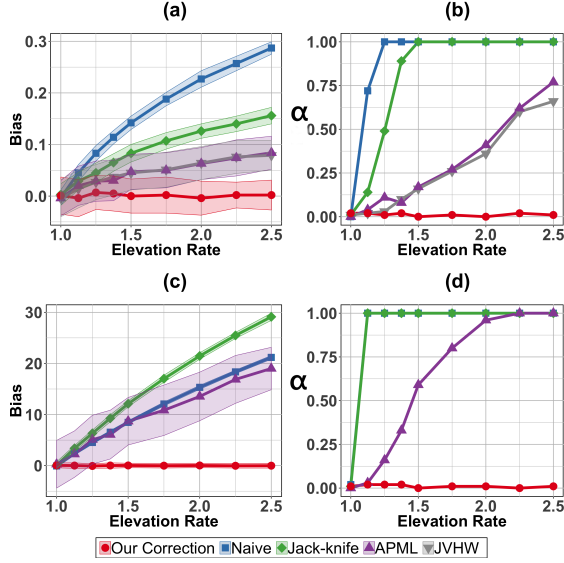 (a)
0.3
0.2
0.1
0.0
Bias
1.0 1.5 2.0 2.5
Elevation Rate
(b)
1.00
0.75
0.50
0.25
0.00
α
1.0 1.5 2.0 2.5
Elevation Rate
(c)
30
20
10
0
Bias
1.0 1.5 2.0 2.5
Elevation Rate
(d)
1.00
0.75
0.50
0.25
0.00
α
1.0 1.5 2.0 2.5
Elevation Rate
Our Correction Naive Jack-knife APML JVHW